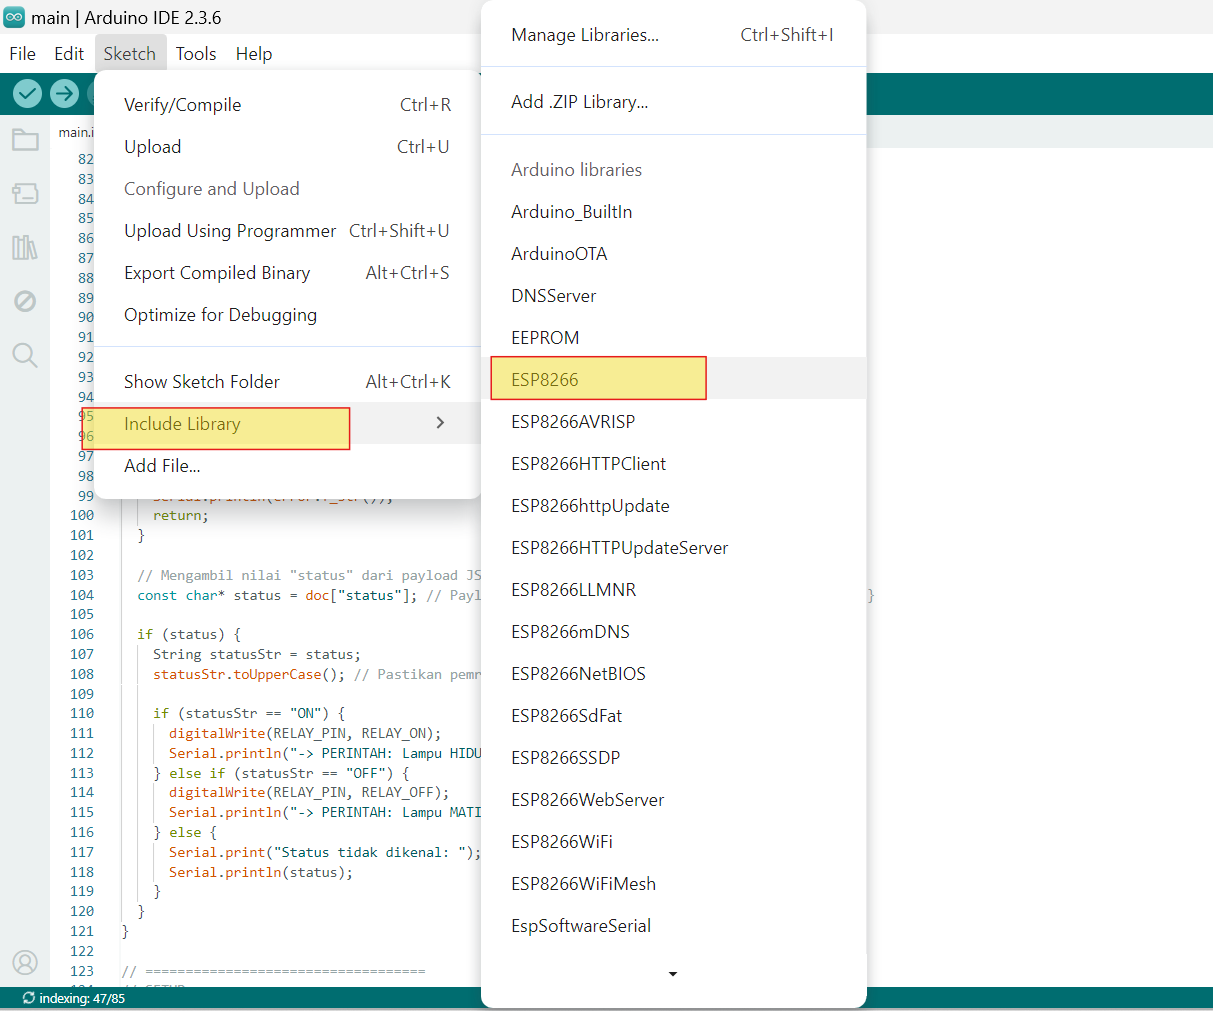 main | Arduino IDE 2.3.6
File Edit Sketch Tools Help
main.i
Verify/Compile Ctrl+R
Upload Ctrl+U
Configure and Upload
Upload Using Programmer Ctrl+Shift+U
Export Compiled Binary Alt+Ctrl+S
Optimize for Debugging
Show Sketch Folder Alt+Ctrl+K
Include Library
Add File...
Manage Libraries... Ctrl+Shift+I
Add .ZIP Library...
Arduino libraries
Arduino_BuiltIn
ArduinoOTA
DNSServer
EEPROM
ESP8266
ESP8266AVRISP
ESP8266HTTPClient
ESP8266httpUpdate
ESP8266HTTPUpdateServer
ESP8266LLMNR
ESP8266mDNS
ESP8266NetBIOS
ESP8266SdFat
ESP8266SSDP
ESP8266WebServer
ESP8266WiFi
ESP8266WiFiMesh
EspSoftwareSerial
82
83
84
85
86
87
88
89
90
91
92
93
94
95
96
97
98
99 Serial.println(error.f_str());
100 return;
101 }
102
103 // Mengambil nilai "status" dari payload JS
104 const char* status = doc["status"]; // Payl }
105
106 if (status) {
107 String statusStr = status;
108 statusStr.toUpperCase(); // Pastikan pemr
109
110 if (statusStr == "ON") {
111 digitalWrite(RELAY_PIN, RELAY_ON);
112 Serial.println("-> PERINTAH: Lampu HIDU
113 } else if (statusStr == "OFF") {
114 digitalWrite(RELAY_PIN, RELAY_OFF);
115 Serial.println("-> PERINTAH: Lampu MATI
116 } else {
117 Serial.print("Status tidak dikenal: ");
118 Serial.println(status);
119 }
120 }
121 }
122
123 // ===================================
indexing: 47/85